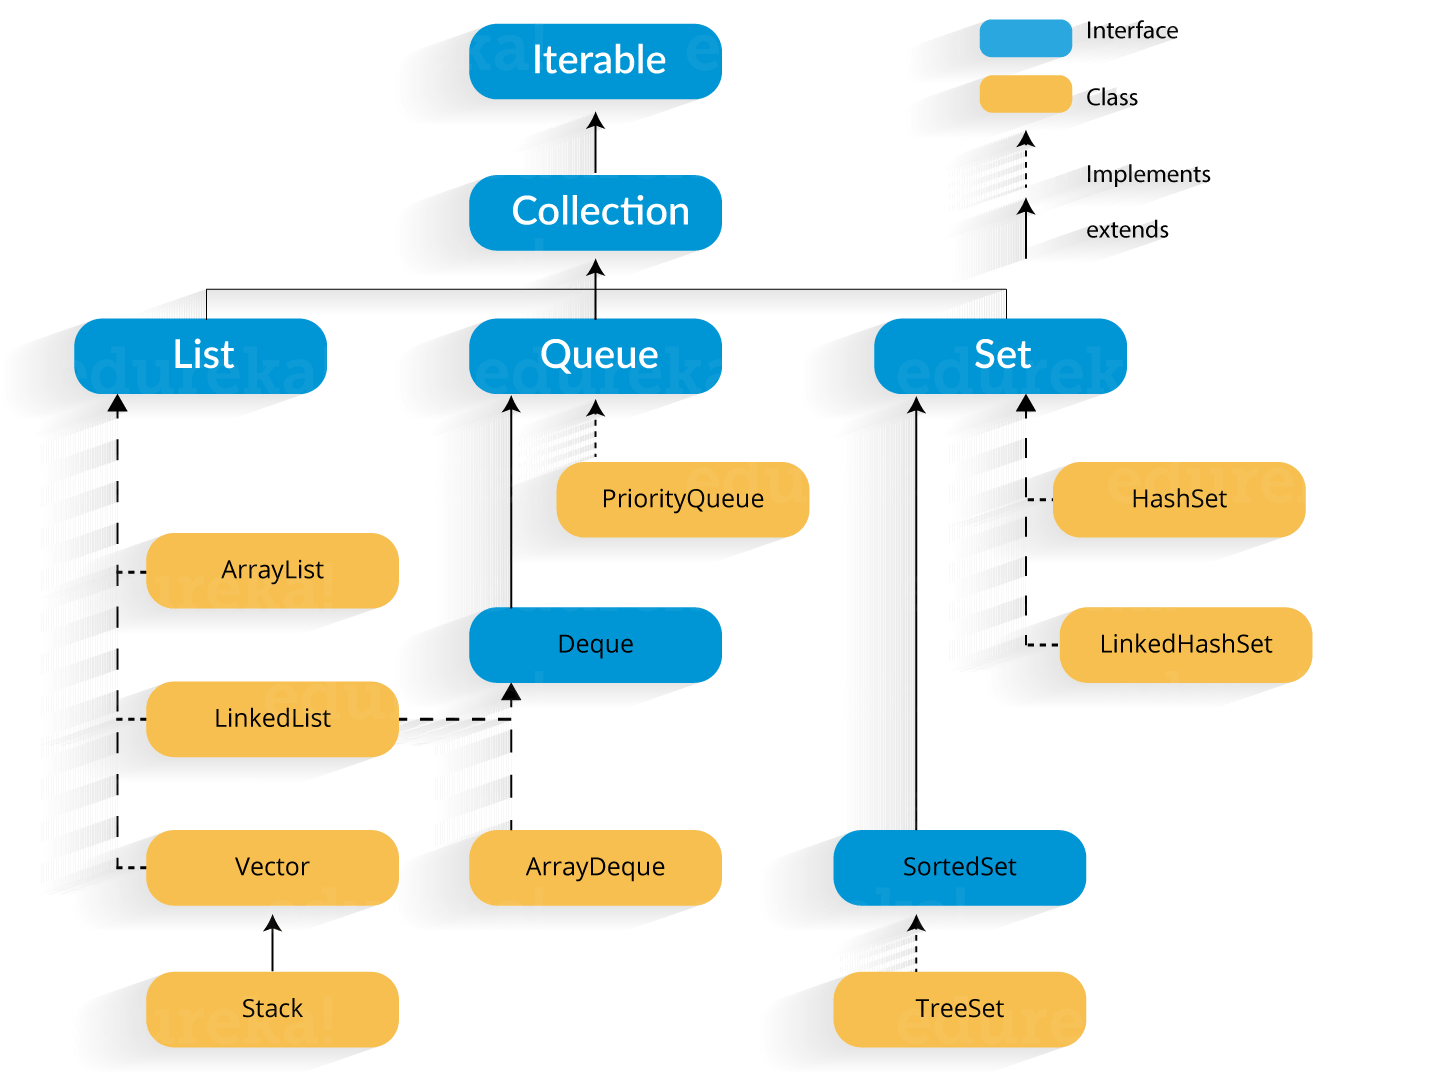 Iterable
Interface
Class
Collection
Implements
extends
List
Queue
Set
PriorityQueue
HashSet
ArrayList
Deque
LinkedHashSet
LinkedList
Vector
ArrayDeque
SortedSet
Stack
TreeSet
edureka!